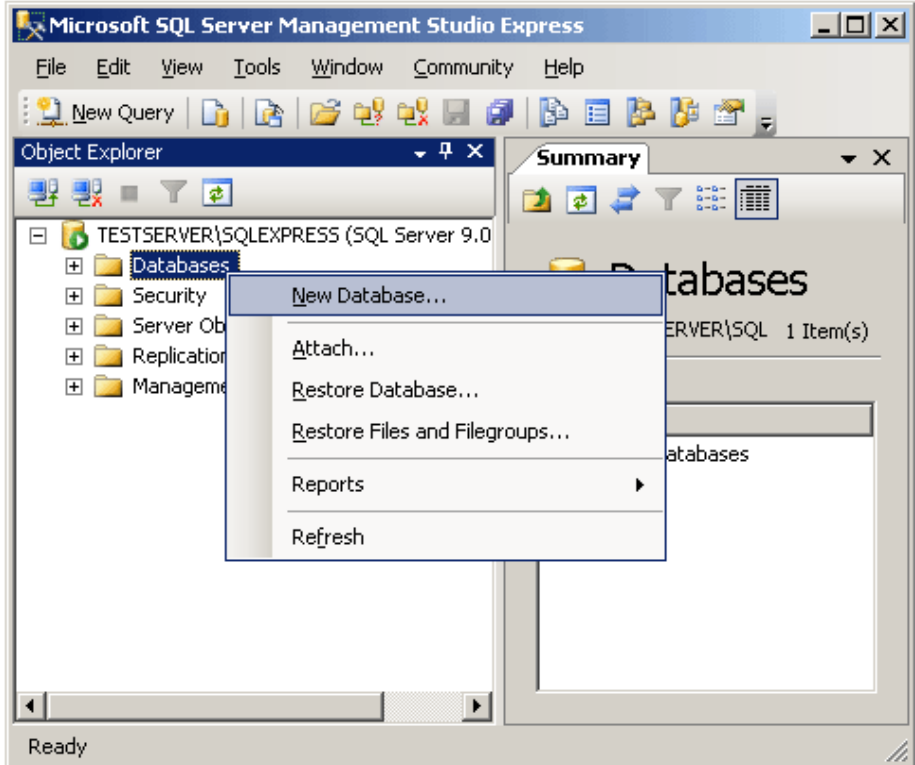 Microsoft SQL Server Management Studio Express
File Edit View Tools Window Community Help
New Query
Object Explorer
Summary
TESTSERVER\SQLEXPRESS (SQL Server 9.0
Databases
Security
Server Ob
Replication
Manageme
New Database...
Attach...
Restore Database...
Restore Files and Filegroups...
Reports
Refresh
tabases
ERVER\SQL 1 Item(s)
atabases
Ready